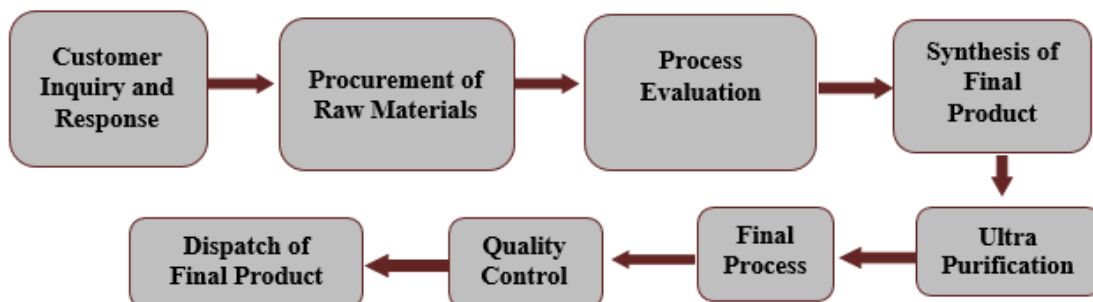 Customer
Inquiry and
Response
Procurement of
Raw Materials
Process
Evaluation
Synthesis of
Final
Product
Ultra
Purification
Final
Process
Quality
Control
Dispatch of
Final Product